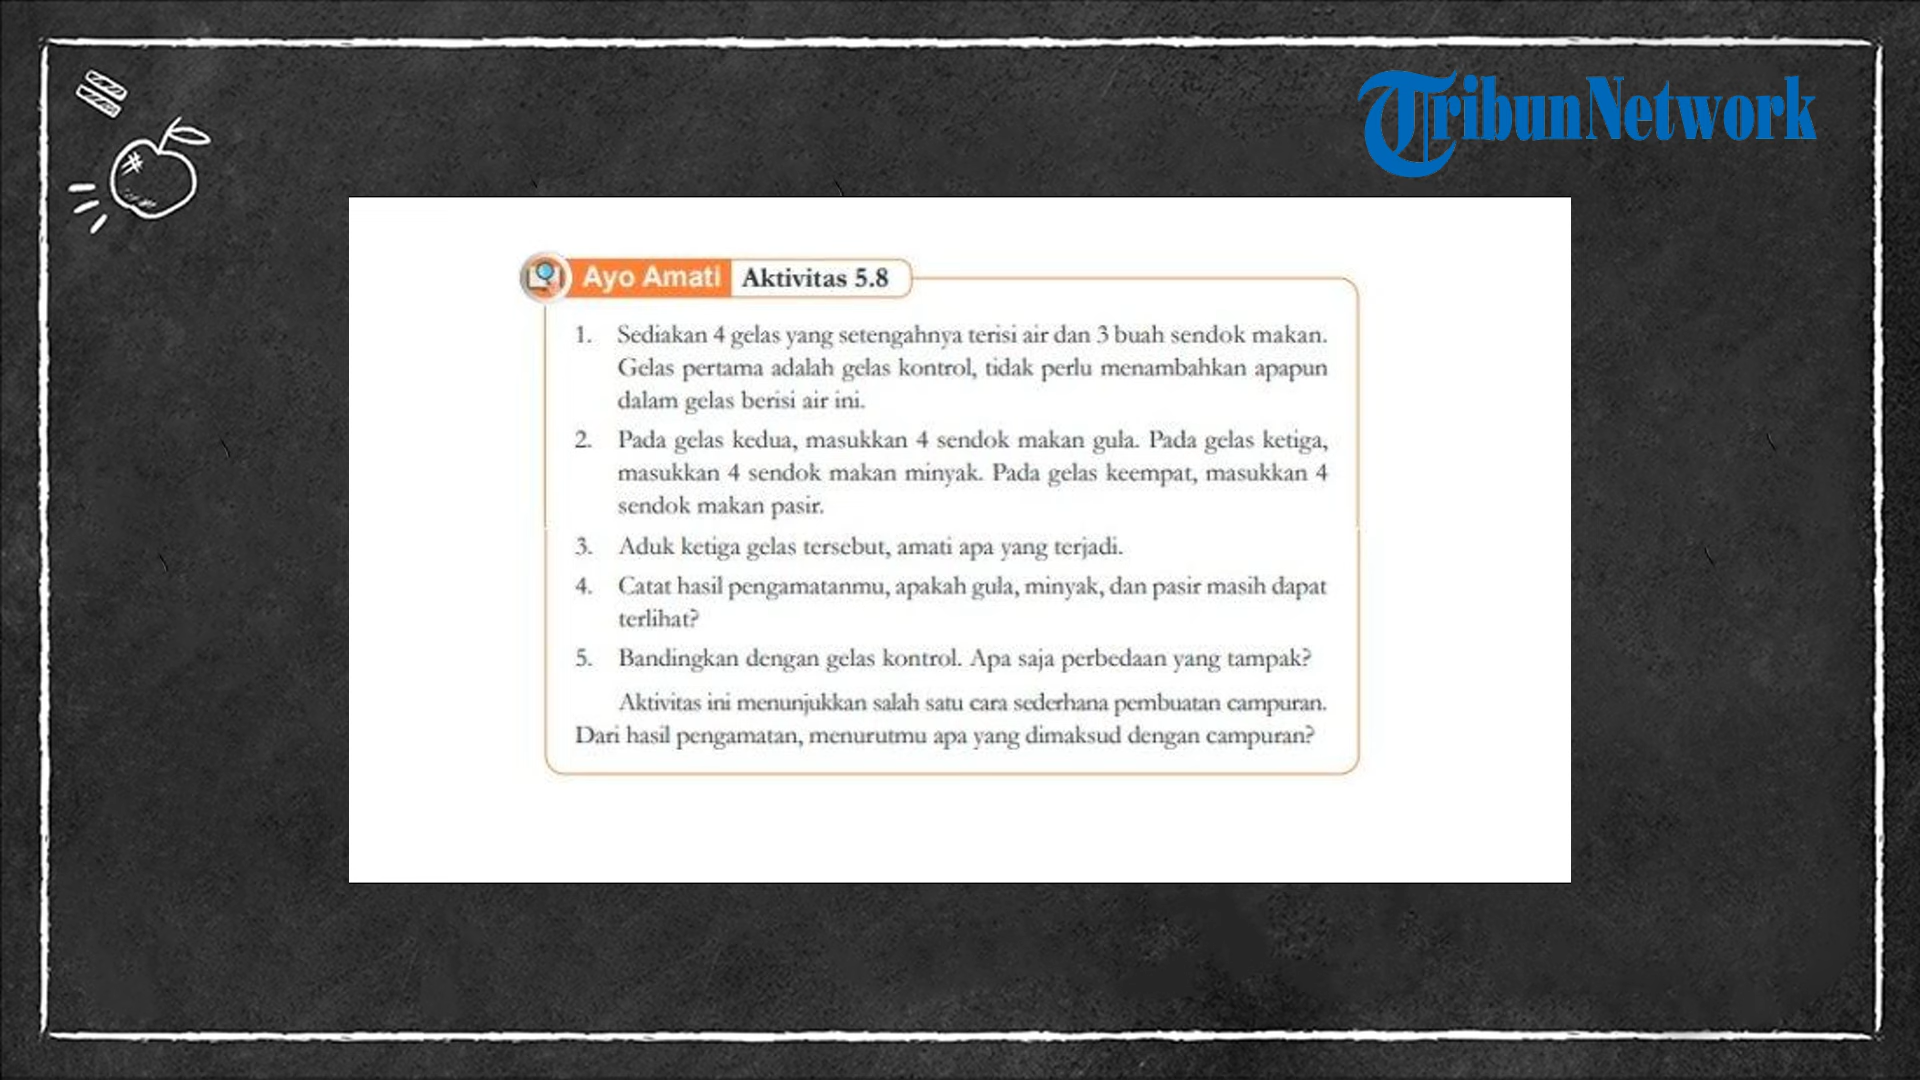 TribunNetwork
Ayo Amati Aktivitas 5.8
1. Sediakan 4 gelas yang setengahnya terisi air dan 3 buah sendok makan.
Gelas pertama adalah gelas kontrol, tidak perlu menambahkan apapun
dalam gelas berisi air ini.
2. Pada gelas kedua, masukkan 4 sendok makan gula. Pada gelas ketiga,
masukkan 4 sendok makan minyak. Pada gelas keempat, masukkan 4
sendok makan pasir.
3. Aduk ketiga gelas tersebut, amati apa yang terjadi.
4. Catat hasil pengamatanmu, apakah gula, minyak, dan pasir masih dapat
terlihat?
5. Bandingkan dengan gelas kontrol. Apa saja perbedaan yang tampak?
Aktivitas ini menunjukkan salah satu cara sederhana pembuatan campuran.
Dari hasil pengamatan, menurutmu apa yang dimaksud dengan campuran?